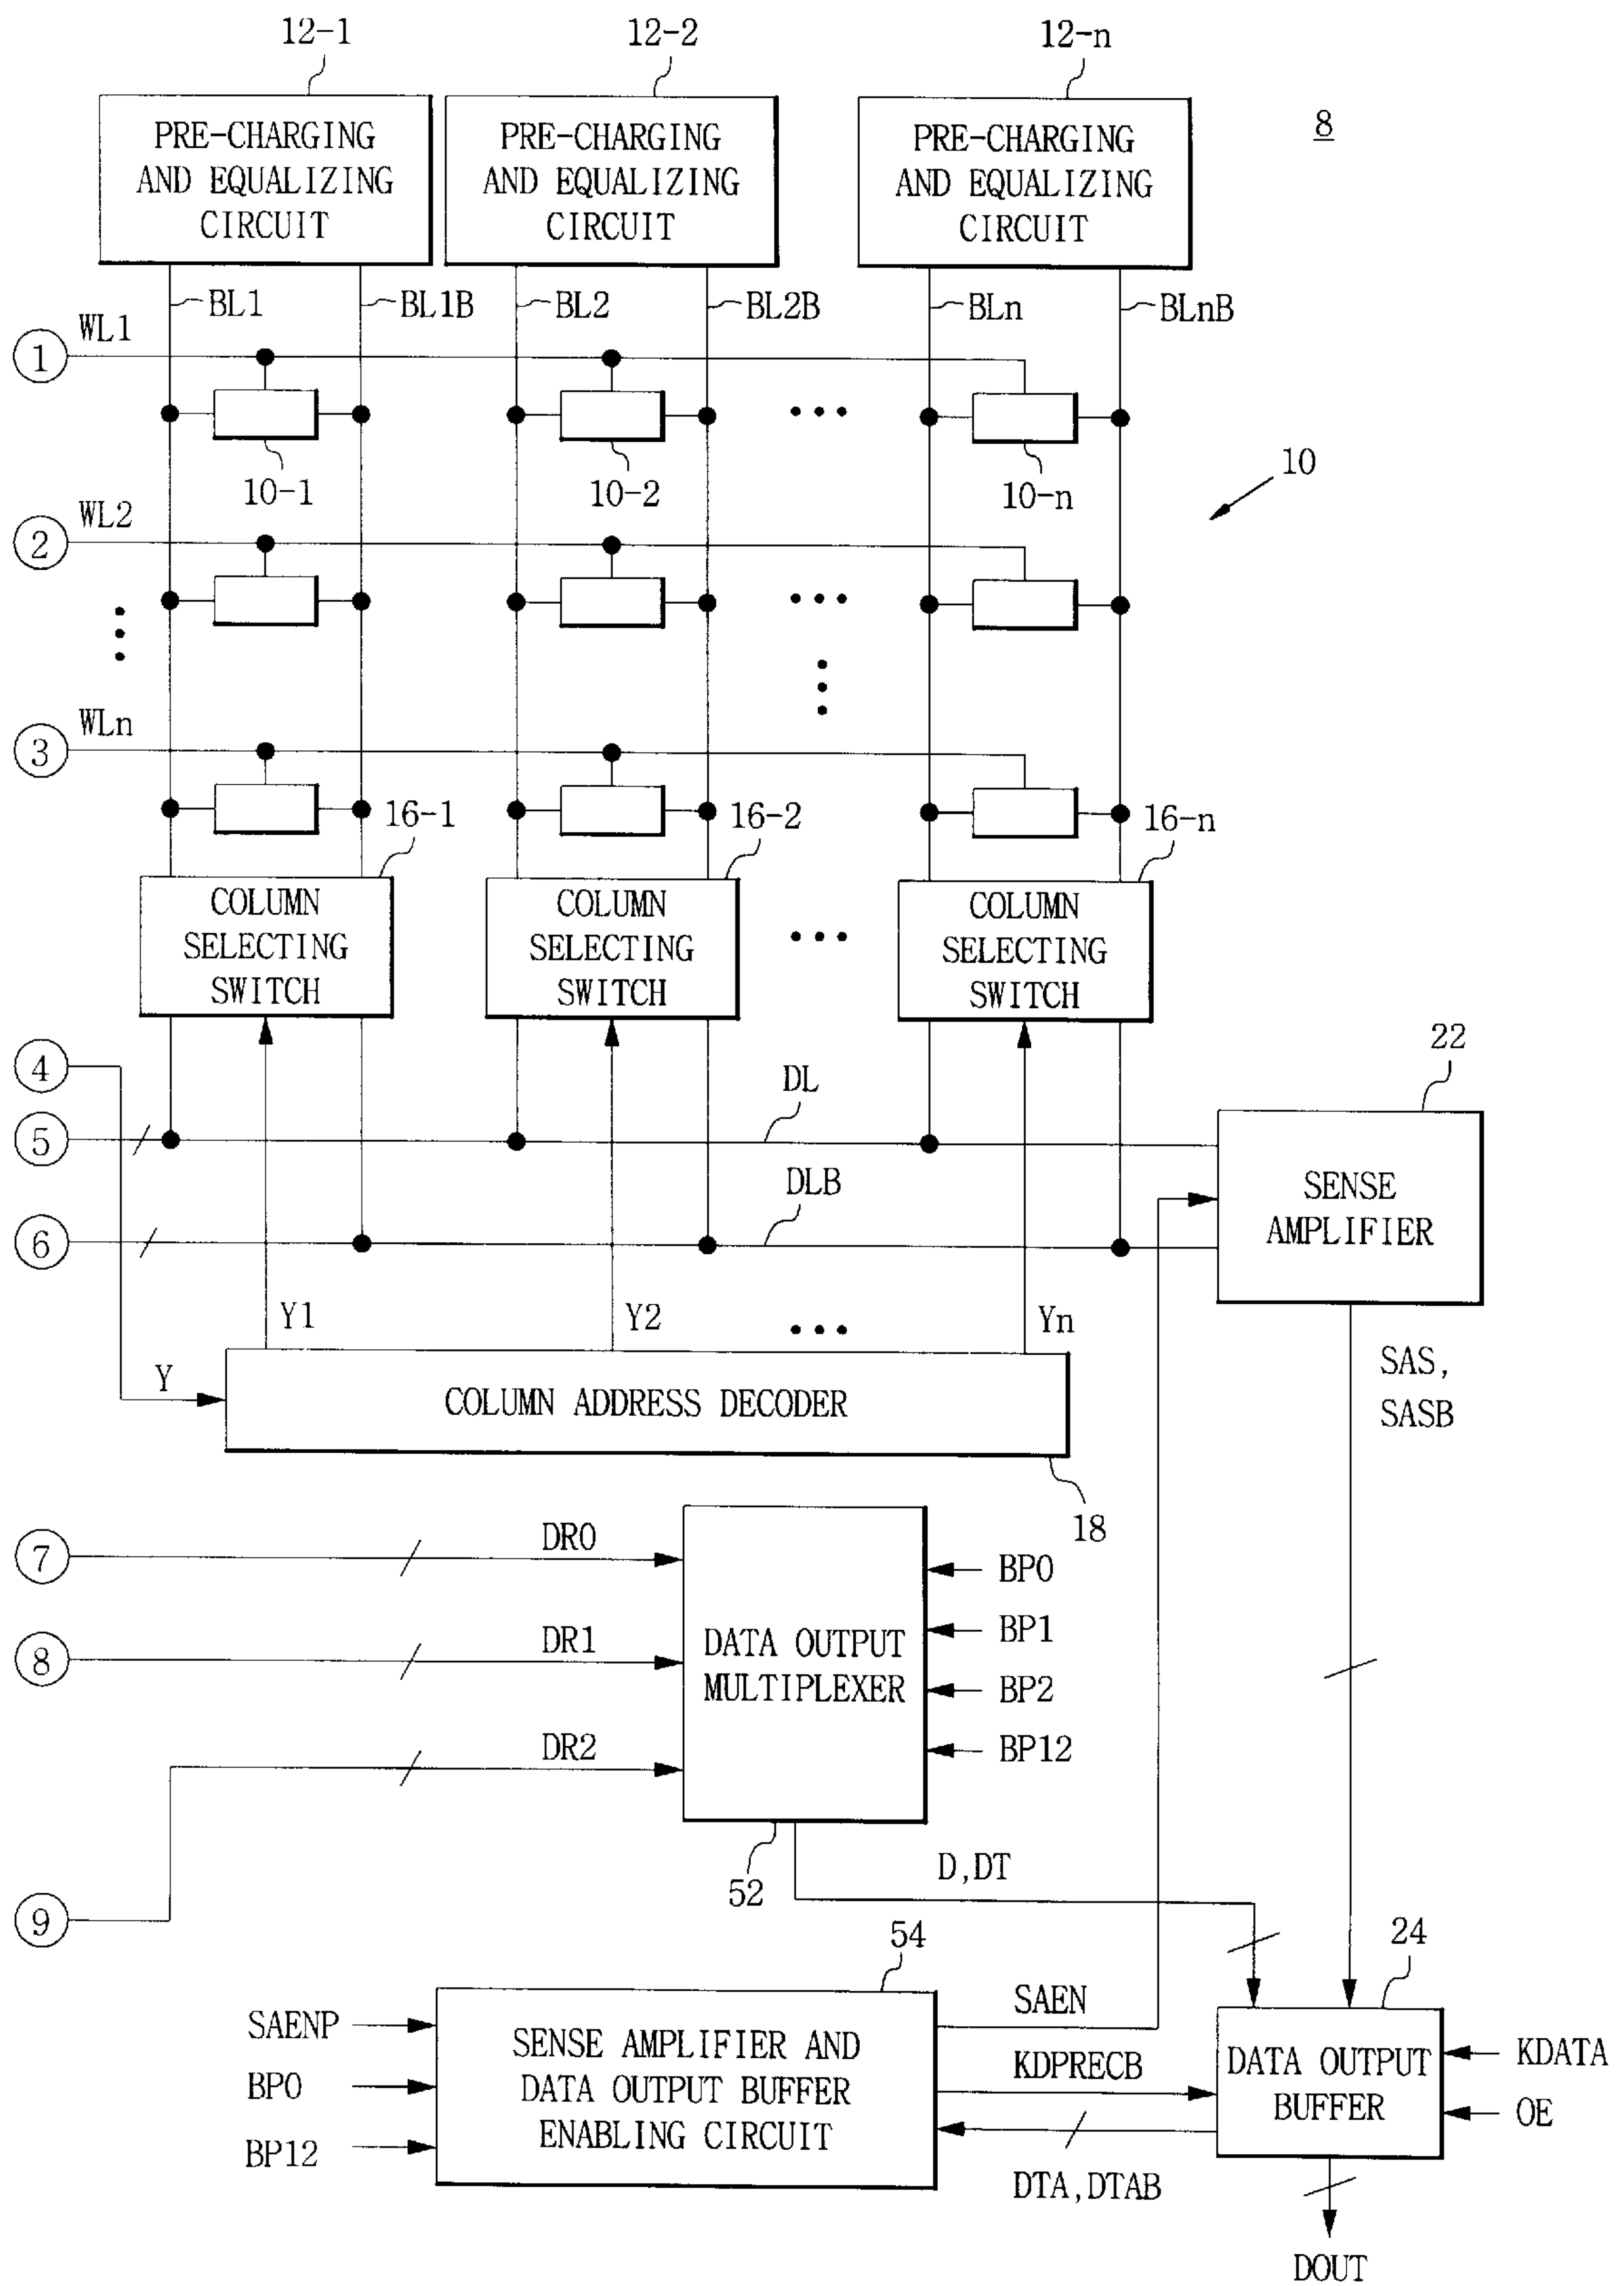 12-1
12-2
12-n
8
PRE-CHARGING
AND EQUALIZING
CIRCUIT
PRE-CHARGING
AND EQUALIZING
CIRCUIT
PRE-CHARGING
AND EQUALIZING
CIRCUIT
BL1
BL1B
BL2
BL2B
BLn
BLnB
1
WL1
10-1
10-2
10-n
10
2
WL2
3
WLn
16-1
16-2
16-n
COLUMN
SELECTING
SWITCH
COLUMN
SELECTING
SWITCH
COLUMN
SELECTING
SWITCH
4
22
5
DL
6
DLB
SENSE
AMPLIFIER
Y1
Y2
Yn
Y
COLUMN ADDRESS DECODER
SAS,
SASB
18
7
DR0
BP0
8
DR1
DATA OUTPUT
MULTIPLEXER
BP1
BP2
DR2
BP12
52
D,DT
9
54
24
SAENP
BP0
BP12
SENSE AMPLIFIER AND
DATA OUTPUT BUFFER
ENABLING CIRCUIT
SAEN
KDPRECB
DTA,DTAB
DATA OUTPUT
BUFFER
KDATA
OE
DOUT